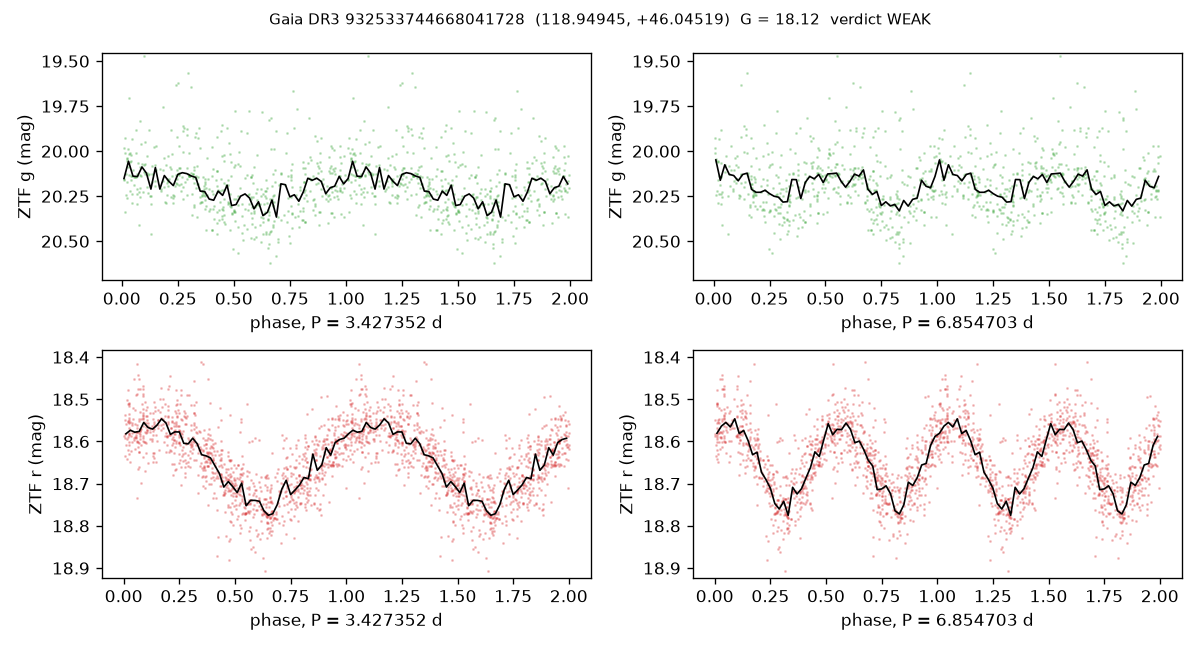 Gaia DR3 932533744668041728  (118.94945, +46.04519)  G = 18.12  verdict WEAK
ZTF g (mag)
19.50
19.75
20.00
20.25
20.50
0.00 0.25 0.50 0.75 1.00 1.25 1.50 1.75 2.00
phase, P = 3.427352 d
ZTF g (mag)
19.50
19.75
20.00
20.25
20.50
0.00 0.25 0.50 0.75 1.00 1.25 1.50 1.75 2.00
phase, P = 6.854703 d
ZTF r (mag)
18.4
18.5
18.6
18.7
18.8
18.9
0.00 0.25 0.50 0.75 1.00 1.25 1.50 1.75 2.00
phase, P = 3.427352 d
ZTF r (mag)
18.4
18.5
18.6
18.7
18.8
18.9
0.00 0.25 0.50 0.75 1.00 1.25 1.50 1.75 2.00
phase, P = 6.854703 d